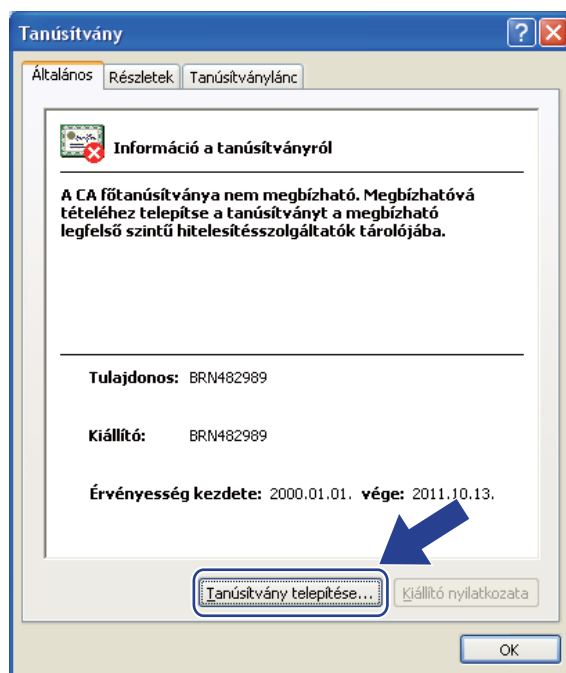 Tanúsítvány
Általános Részletek Tanúsítványlánc
Információ a tanúsítványról
A CA főtanúsítványa nem megbízható. Megbízhatóvá
tételéhez telepítse a tanúsítványt a megbízható
legfelső szintű hitelesítésszolgáltatók tárolójába.
Tulajdonos: BRN482989
Kiállító: BRN482989
Érvényesség kezdete: 2000.01.01. vége: 2011.10.13.
Tanúsítvány telepítése... Kiállító nyilatkozata
OK